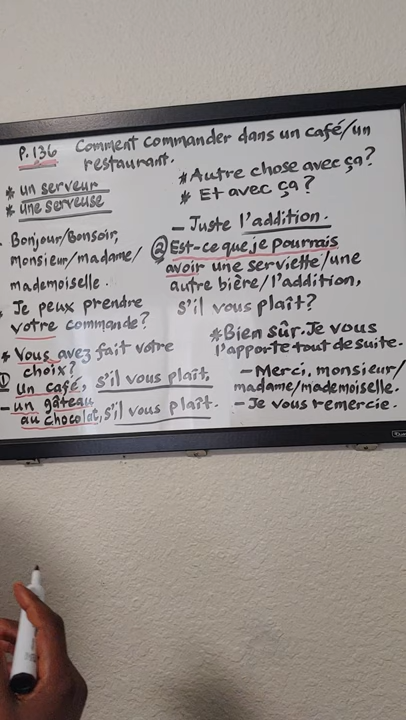 P. 136 Comment commander dans un café/un
restaurant.
* un serveur
* une serveuse
- Bonjour/Bonsoir,
monsieur/madame/
mademoiselle.
* Je peux prendre
votre commande?
* Vous avez fait votre
choix?
① Un café, s'il vous plaît.
- un gâteau
au chocolat, s'il vous plaît.
* Autre chose avec ça?
* Et avec ça?
- Juste l'addition.
② Est-ce que je pourrais
avoir une serviette/une
autre bière/l'addition,
s'il vous plaît?
* Bien sûr. Je vous
l'apporte tout de suite.
- Merci, monsieur/
madame/mademoiselle.
- Je vous remercie.